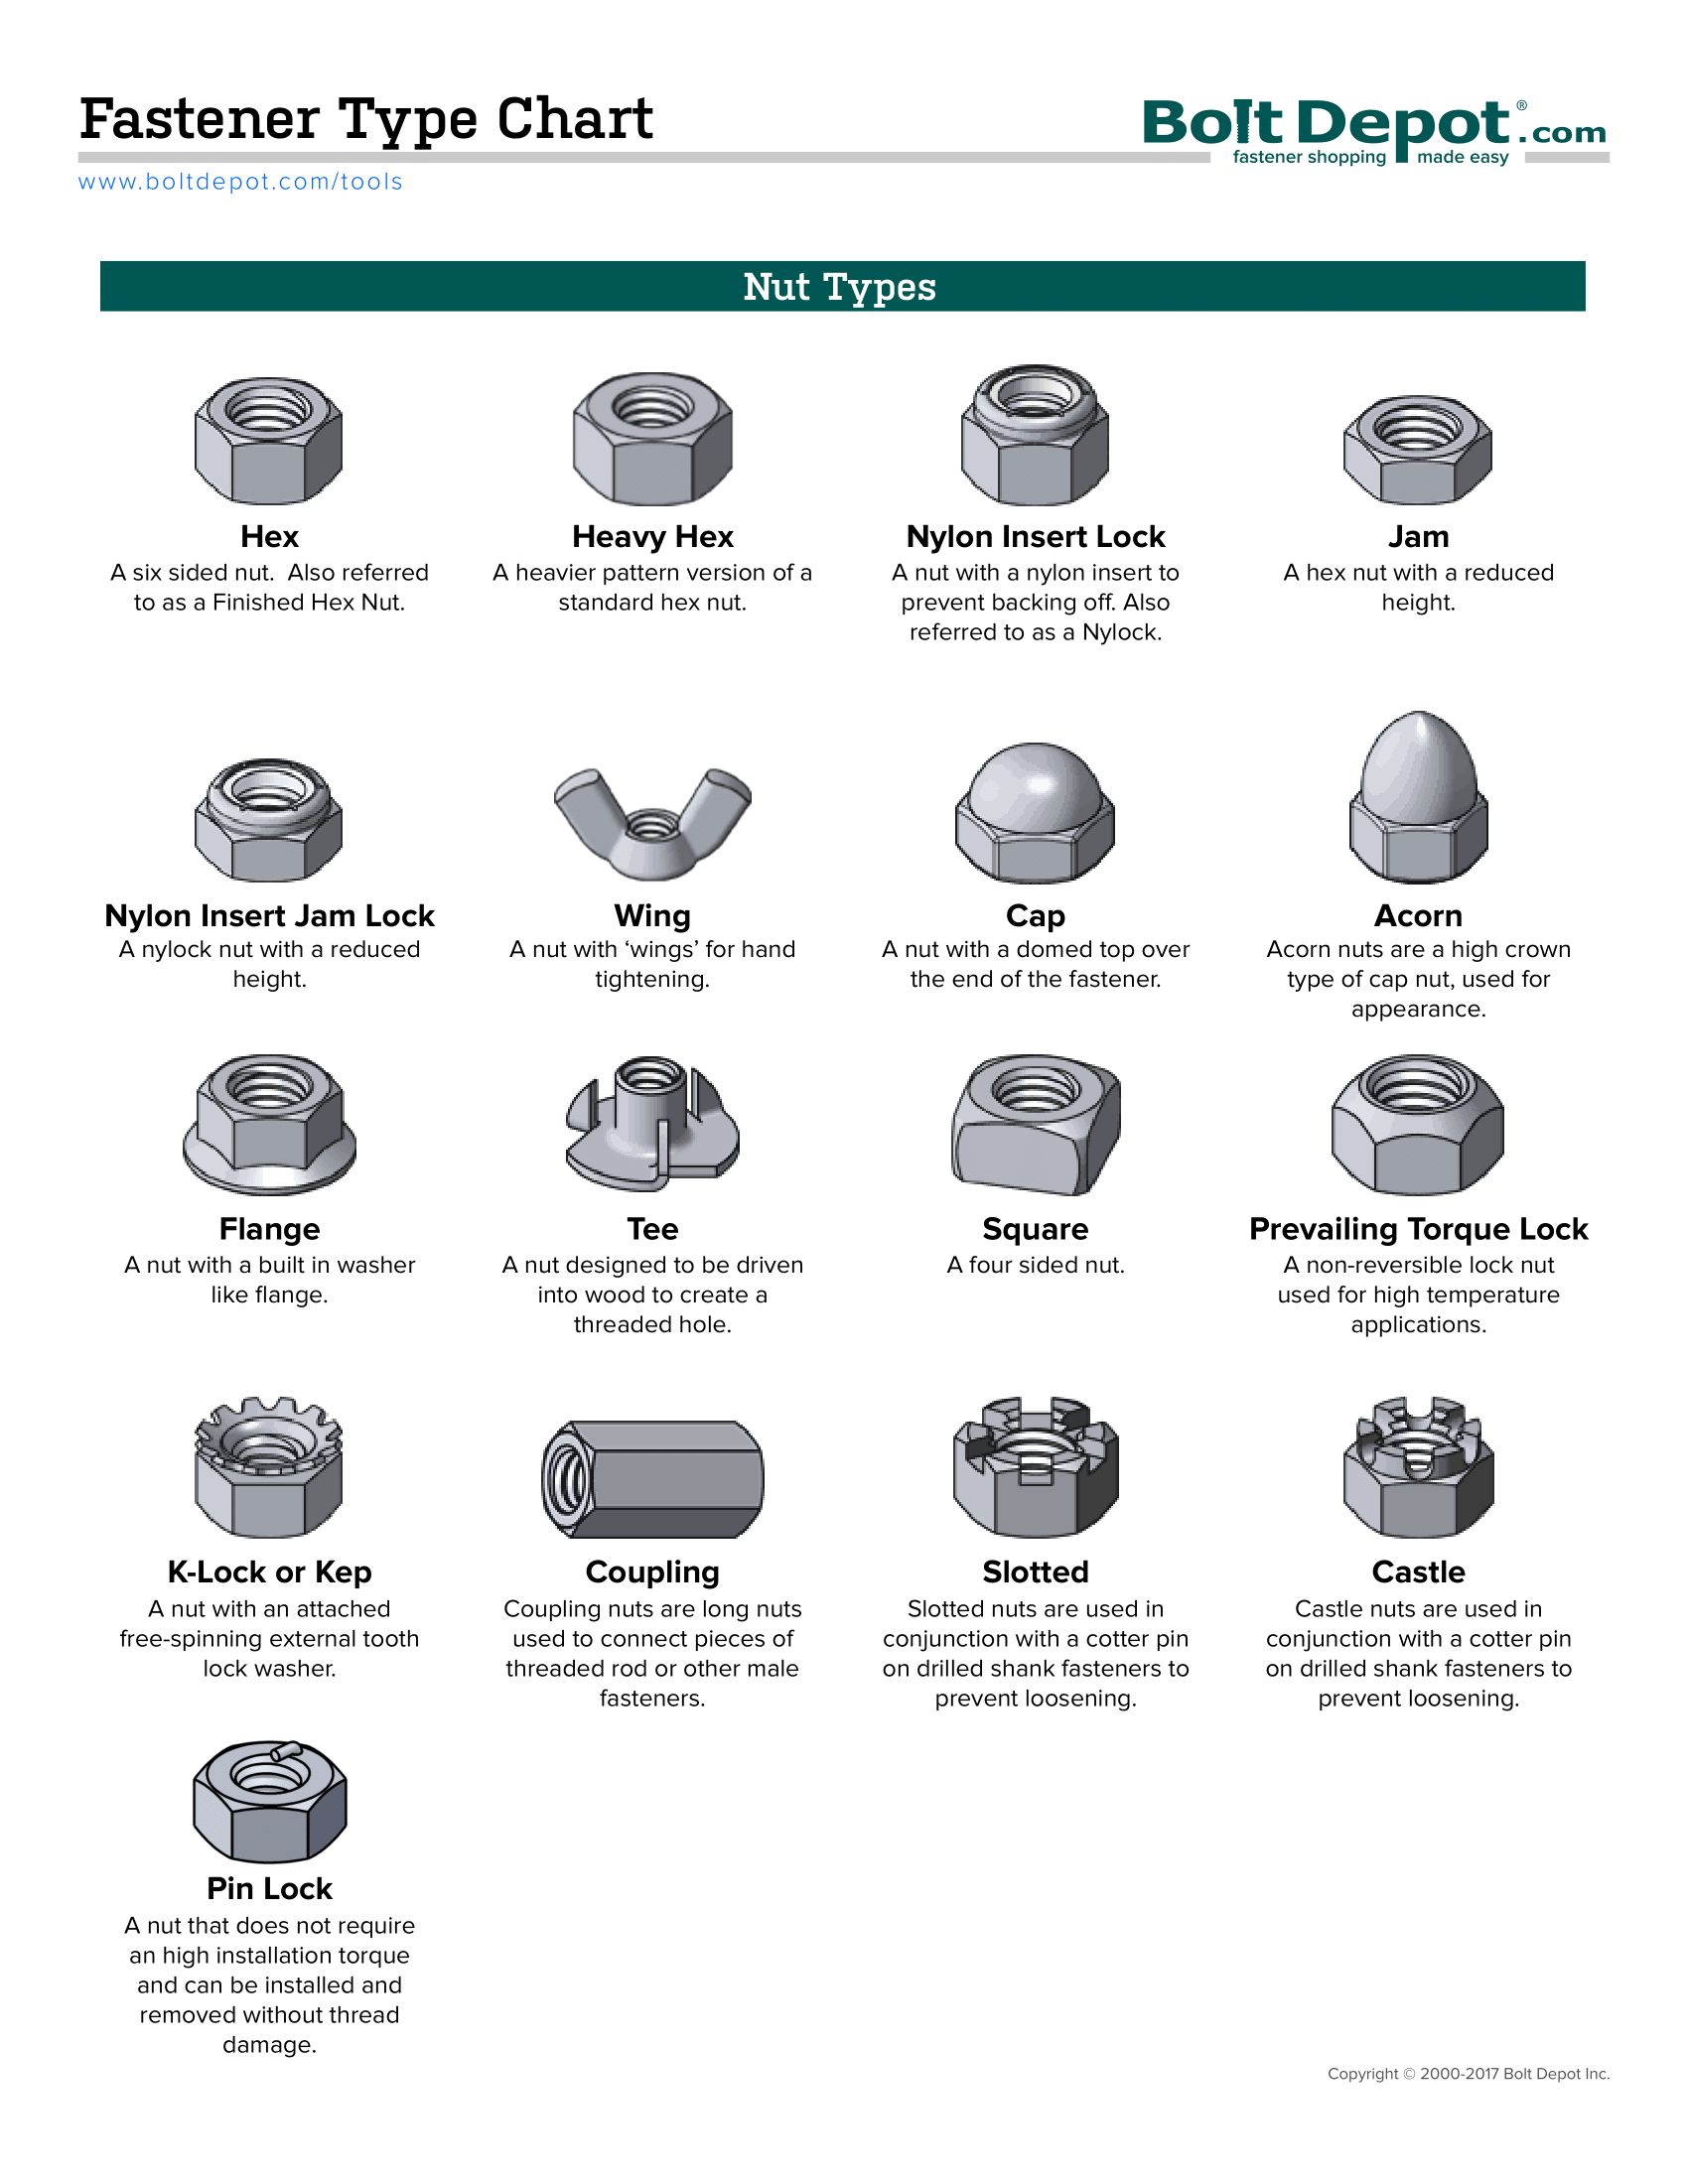 Fastener Type Chart
Bolt Depot®.com
fastener shopping made easy
www.boltdepot.com/tools
Nut Types
Hex
A six sided nut.  Also referred
to as a Finished Hex Nut.
Heavy Hex
A heavier pattern version of a
standard hex nut.
Nylon Insert Lock
A nut with a nylon insert to
prevent backing off. Also
referred to as a Nylock.
Jam
A hex nut with a reduced
height.
Nylon Insert Jam Lock
A nylock nut with a reduced
height.
Wing
A nut with ‘wings’ for hand
tightening.
Cap
A nut with a domed top over
the end of the fastener.
Acorn
Acorn nuts are a high crown
type of cap nut, used for
appearance.
Flange
A nut with a built in washer
like flange.
Tee
A nut designed to be driven
into wood to create a
threaded hole.
Square
A four sided nut.
Prevailing Torque Lock
A non-reversible lock nut
used for high temperature
applications.
K-Lock or Kep
A nut with an attached
free-spinning external tooth
lock washer.
Coupling
Coupling nuts are long nuts
used to connect pieces of
threaded rod or other male
fasteners.
Slotted
Slotted nuts are used in
conjunction with a cotter pin
on drilled shank fasteners to
prevent loosening.
Castle
Castle nuts are used in
conjunction with a cotter pin
on drilled shank fasteners to
prevent loosening.
Pin Lock
A nut that does not require
an high installation torque
and can be installed and
removed without thread
damage.
Copyright © 2000-2017 Bolt Depot Inc.